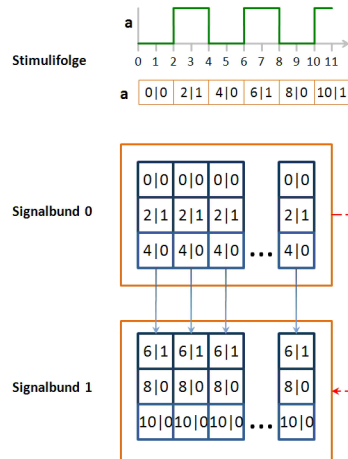 a
Stimulifolge
0 1 2 3 4 5 6 7 8 9 10 11
a 0|0 2|1 4|0 6|1 8|0 10|1
Signalbund 0
0|0 0|0 0|0 0|0
2|1 2|1 2|1 2|1
4|0 4|0 4|0 ... 4|0
Signalbund 1
6|1 6|1 6|1 6|1
8|0 8|0 8|0 8|0
10|0 10|0 10|0 ... 10|0